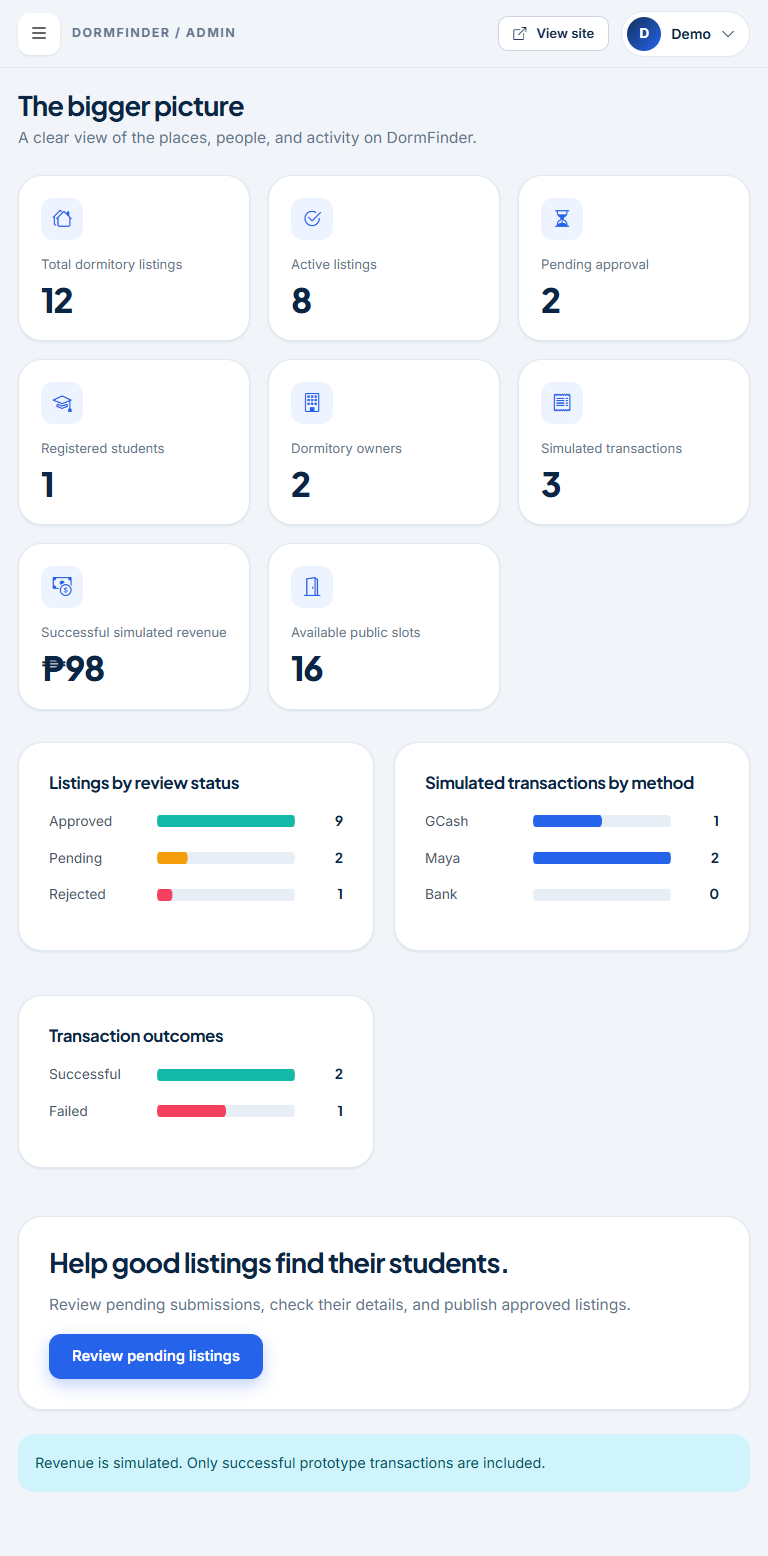 DORMFINDER / ADMIN
View site
D
Demo
The bigger picture
A clear view of the places, people, and activity on DormFinder.
Total dormitory listings
12
Active listings
8
Pending approval
2
Registered students
1
Dormitory owners
2
Simulated transactions
3
Successful simulated revenue
₱98
Available public slots
16
Listings by review status
Approved 9
Pending 2
Rejected 1
Simulated transactions by method
GCash 1
Maya 2
Bank 0
Transaction outcomes
Successful 2
Failed 1
Help good listings find their students.
Review pending submissions, check their details, and publish approved listings.
Review pending listings
Revenue is simulated. Only successful prototype transactions are included.